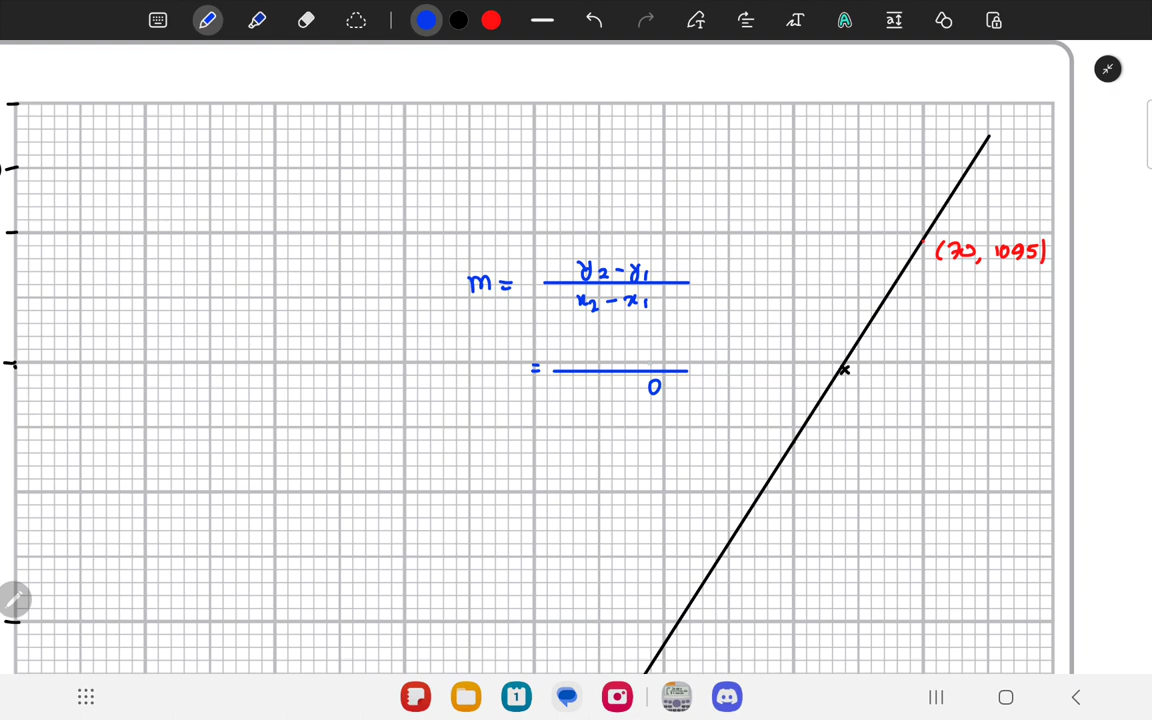 (70, 1095)
m = y₂ - y₁ / x₂ - x₁
= / 0